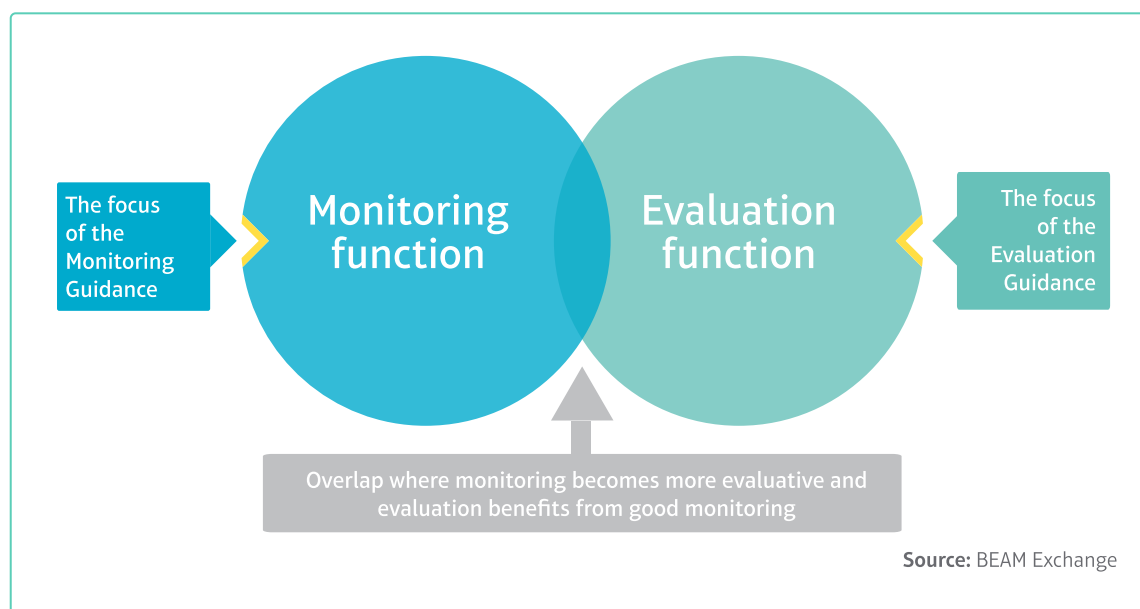 The focus
of the
Monitoring
Guidance
Monitoring
function
Evaluation
function
The focus
of the
Evaluation
Guidance
Overlap where monitoring becomes more evaluative and
evaluation benefits from good monitoring
Source: BEAM Exchange